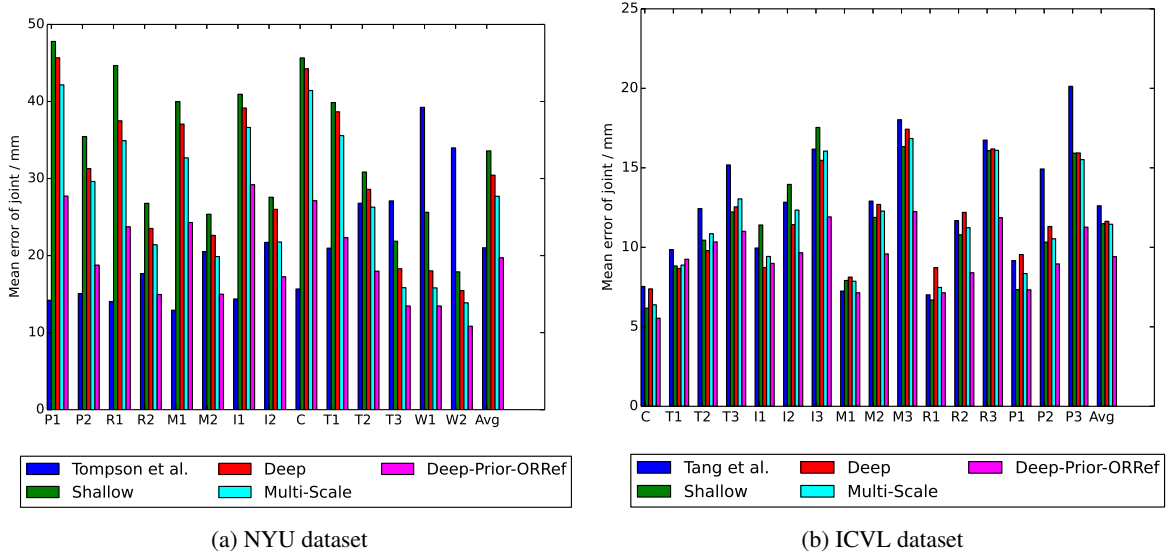 50
40
30
20
10
0
Mean error of joint / mm
P1 P2 R1 R2 M1 M2 I1 I2 C T1 T2 T3 W1 W2 Avg
Tompson et al.
Shallow
Deep
Multi-Scale
Deep-Prior-ORRef
(a) NYU dataset
25
20
15
10
5
0
Mean error of joint / mm
C T1 T2 T3 I1 I2 I3 M1 M2 M3 R1 R2 R3 P1 P2 P3 Avg
Tang et al.
Shallow
Deep
Multi-Scale
Deep-Prior-ORRef
(b) ICVL dataset